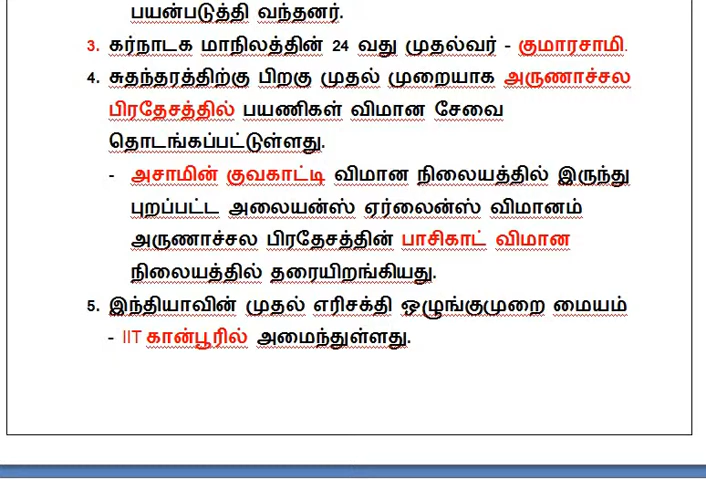 பயன்படுத்தி வந்தனர்.
3. கர்நாடக மாநிலத்தின் 24 வது முதல்வர் - குமாரசாமி.
4. சுதந்தரத்திற்கு பிறகு முதல் முறையாக அருணாச்சல
பிரதேசத்தில் பயணிகள் விமான சேவை
தொடங்கப்பட்டுள்ளது.
- அசாமின் குவகாட்டி விமான நிலையத்தில் இருந்து
புறப்பட்ட அலையன்ஸ் ஏர்லைன்ஸ் விமானம்
அருணாச்சல பிரதேசத்தின் பாசிகாட் விமான
நிலையத்தில் தரையிறங்கியது.
5. இந்தியாவின் முதல் எரிசக்தி ஒழுங்குமுறை மையம்
- IIT கான்பூரில் அமைந்துள்ளது.